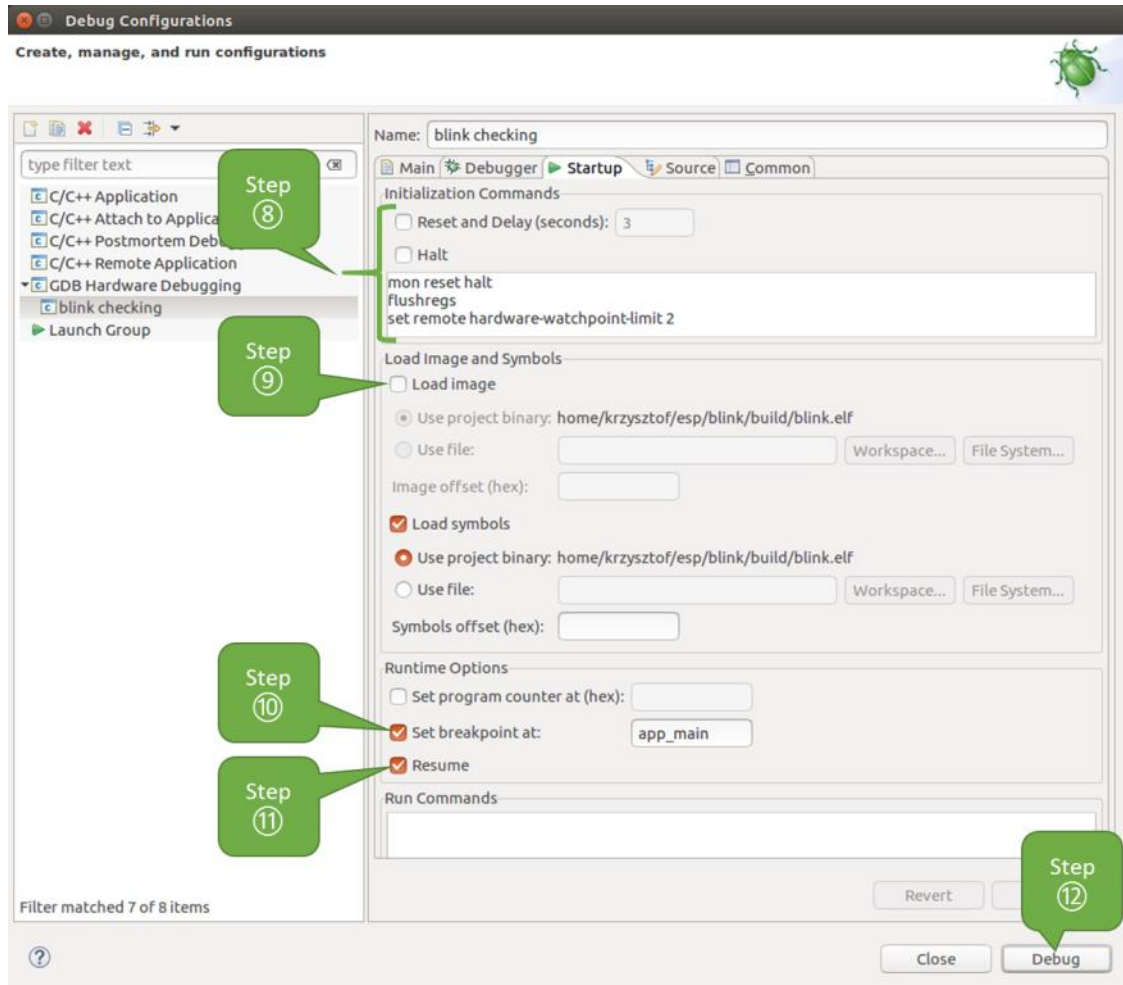 Debug Configurations
Create, manage, and run configurations
type filter text
C/C++ Application
C/C++ Attach to Applica
C/C++ Postmortem Deb
C/C++ Remote Application
GDB Hardware Debugging
blink checking
Launch Group
Filter matched 7 of 8 items
Step
⑧
Step
⑨
Step
⑩
Step
⑪
Name: blink checking
Main Debugger Startup Source Common
Initialization Commands
Reset and Delay (seconds): 3
Halt
mon reset halt
flushregs
set remote hardware-watchpoint-limit 2
Load Image and Symbols
Load image
Use project binary: home/krzysztof/esp/blink/build/blink.elf
Use file: Workspace... File System...
Image offset (hex):
Load symbols
Use project binary: home/krzysztof/esp/blink/build/blink.elf
Use file: Workspace... File System...
Symbols offset (hex):
Runtime Options
Set program counter at (hex):
Set breakpoint at: app_main
Resume
Run Commands
Step
⑫
Revert
Close Debug